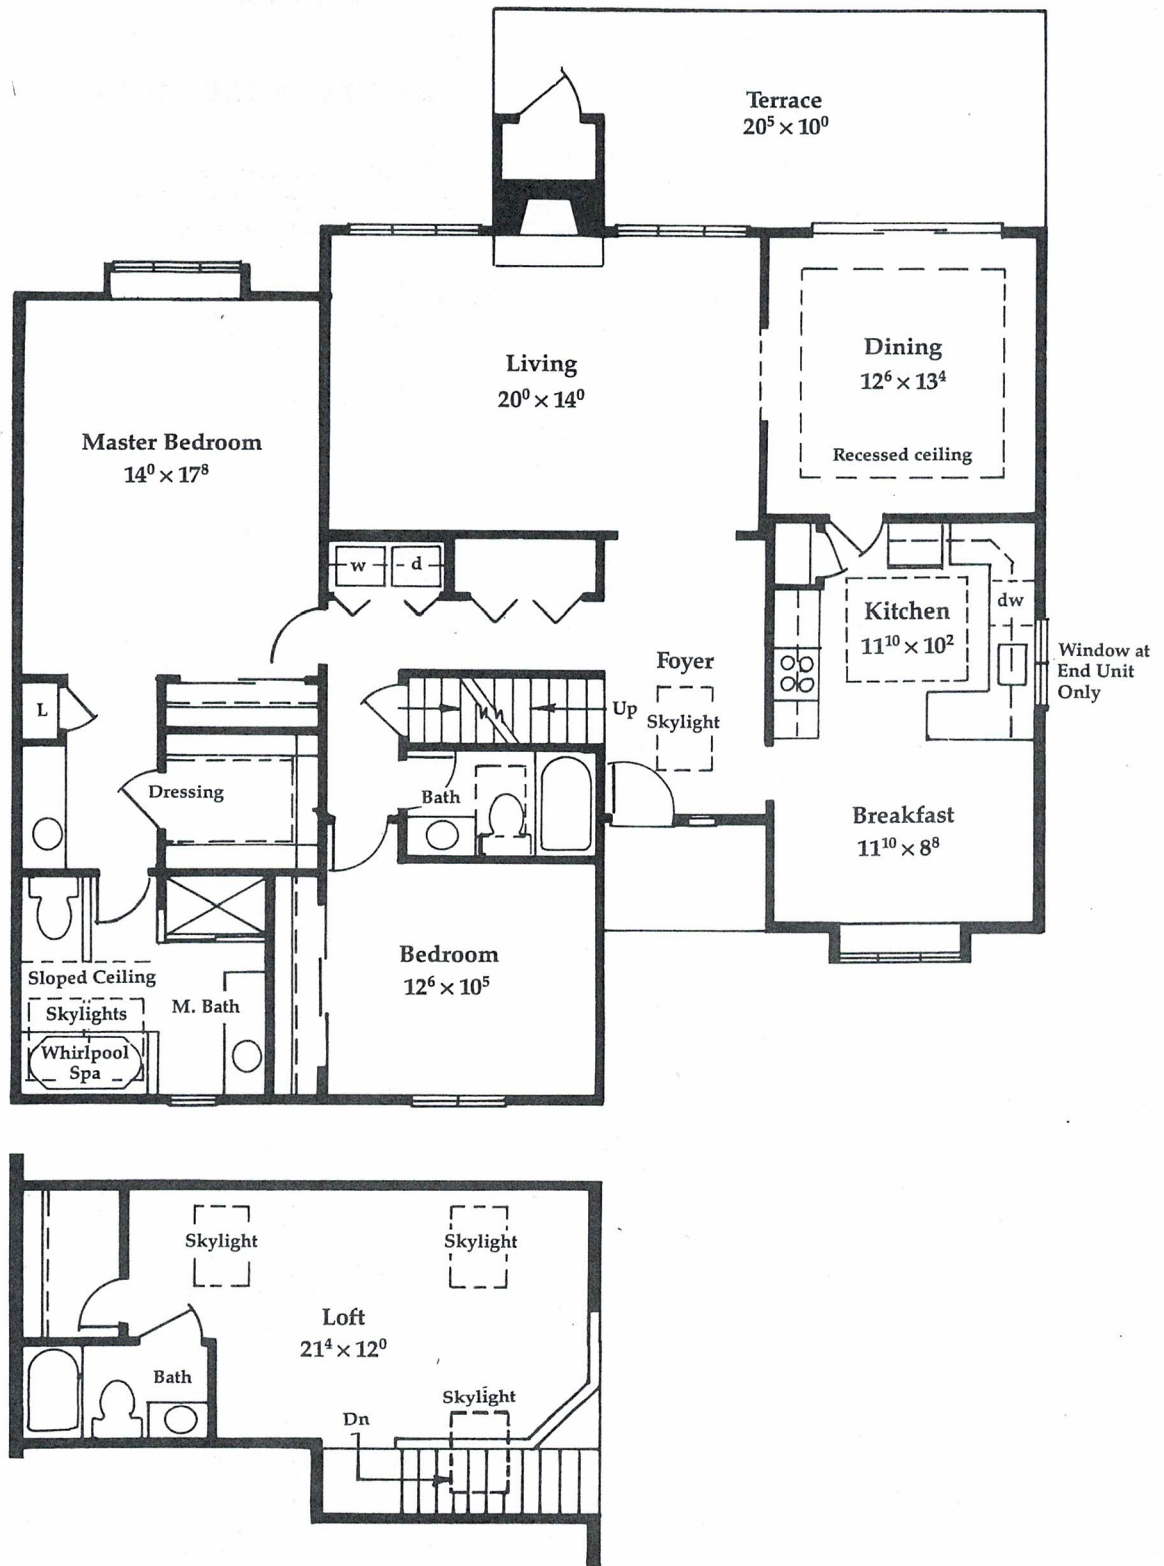 Terrace
20⁵ × 10⁰
Living
20⁰ × 14⁰
Dining
12⁶ × 13⁴
Recessed ceiling
Master Bedroom
14⁰ × 17⁸
w
d
Kitchen
11¹⁰ × 10²
dw
Window at
End Unit
Only
Foyer
Skylight
Up
L
Dressing
Bath
Breakfast
11¹⁰ × 8⁸
Bedroom
12⁶ × 10⁵
Sloped Ceiling
Skylights
M. Bath
Whirlpool
Spa
Skylight
Skylight
Loft
21⁴ × 12⁰
Bath
Skylight
Dn